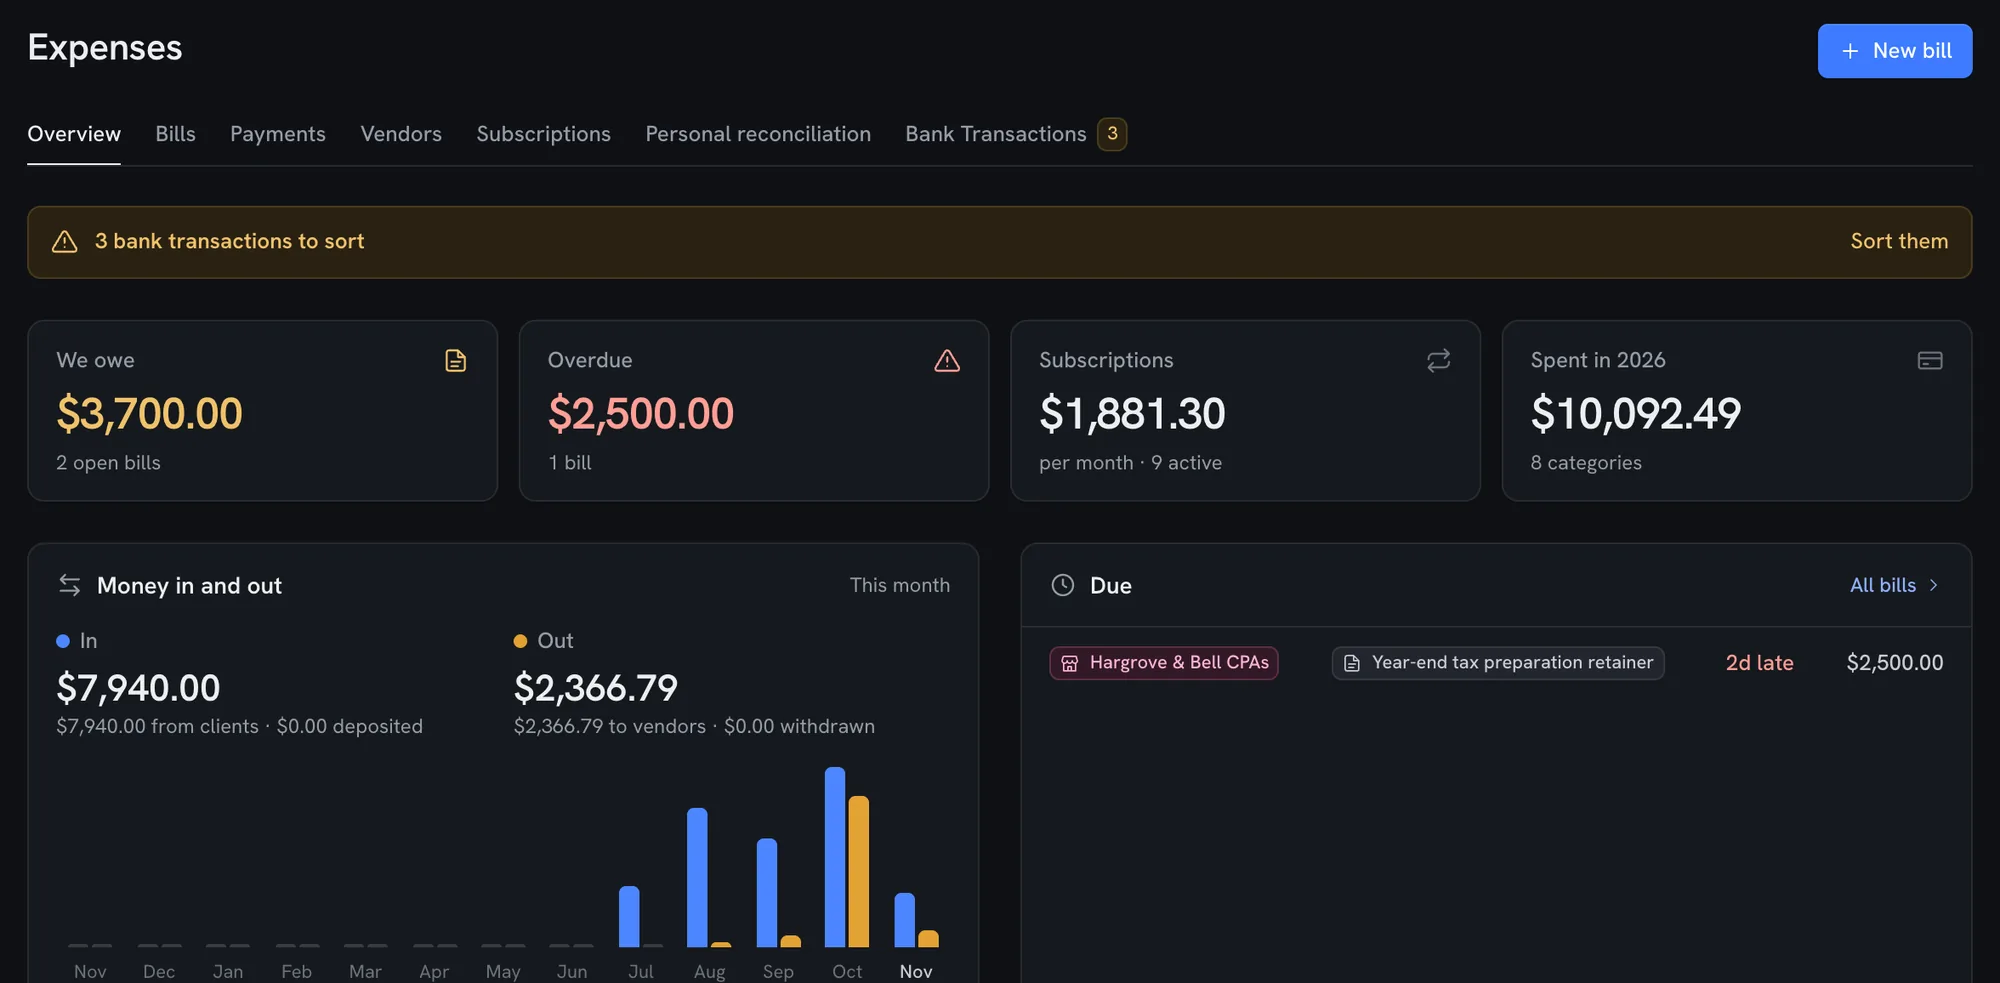 Expenses
+ New bill
Overview Bills Payments Vendors Subscriptions Personal reconciliation Bank Transactions 3
3 bank transactions to sort Sort them
We owe
$3,700.00
2 open bills
Overdue
$2,500.00
1 bill
Subscriptions
$1,881.30
per month · 9 active
Spent in 2026
$10,092.49
8 categories
Money in and out This month
In
$7,940.00
$7,940.00 from clients · $0.00 deposited
Out
$2,366.79
$2,366.79 to vendors · $0.00 withdrawn
Nov Dec Jan Feb Mar Apr May Jun Jul Aug Sep Oct Nov
Due All bills
Hargrove & Bell CPAs Year-end tax preparation retainer 2d late $2,500.00